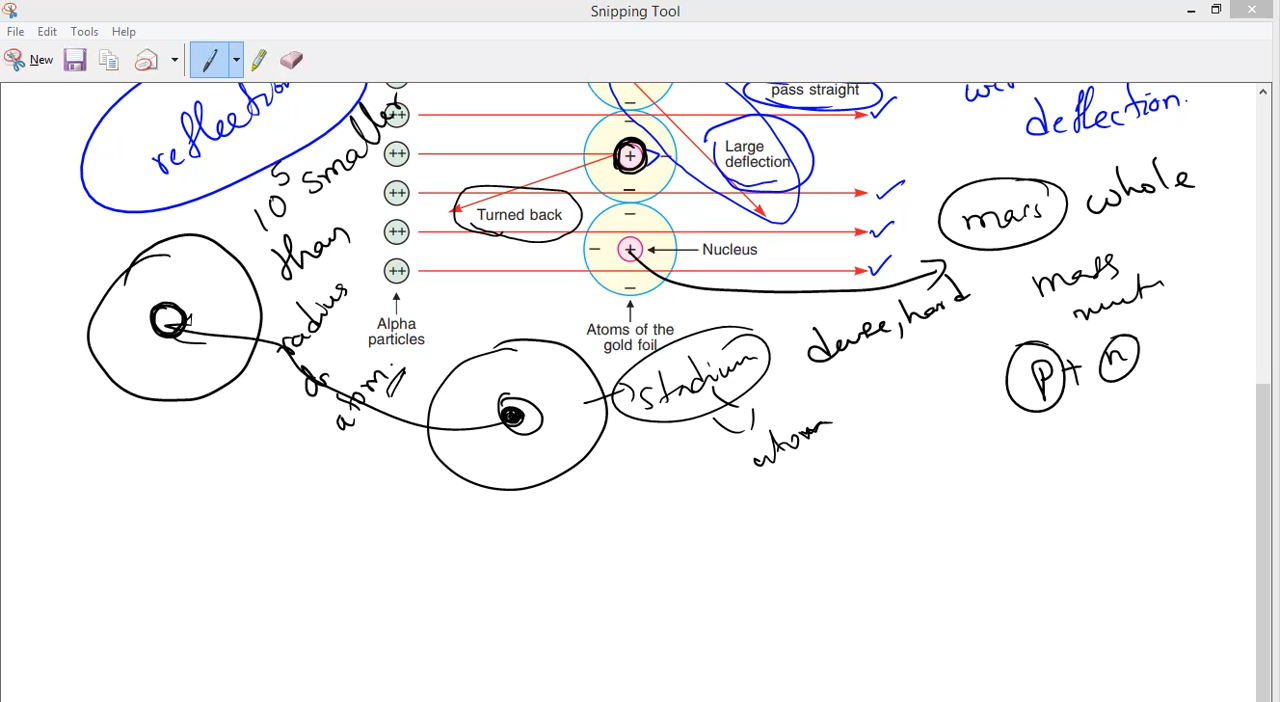 Snipping Tool
File Edit Tools Help
New
reflection
pass straight
deflection.
Large
deflection
Turned back
Nucleus
Alpha
particles
Atoms of the
gold foil
10⁵ smaller
than
radius
of
atom.
stadium
atom
dense, hard
mass whole
mass
p + n